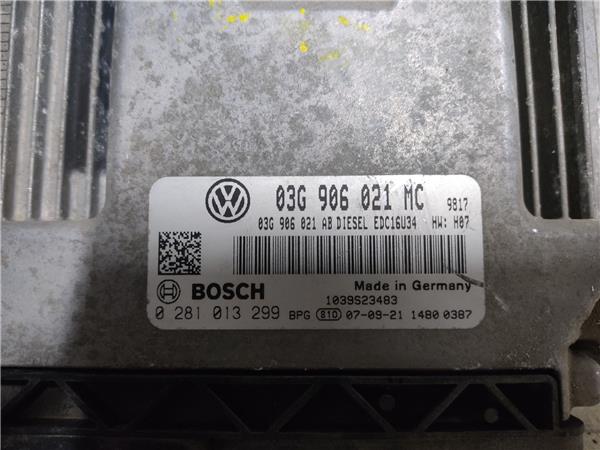 03G 906 021 MC 9817
03G 906 021 AB DIESEL EDC16U34 HW: H07
Made in Germany
BOSCH 1039S23483
0 281 013 299 BPG 810 07-09-21 1480 0387